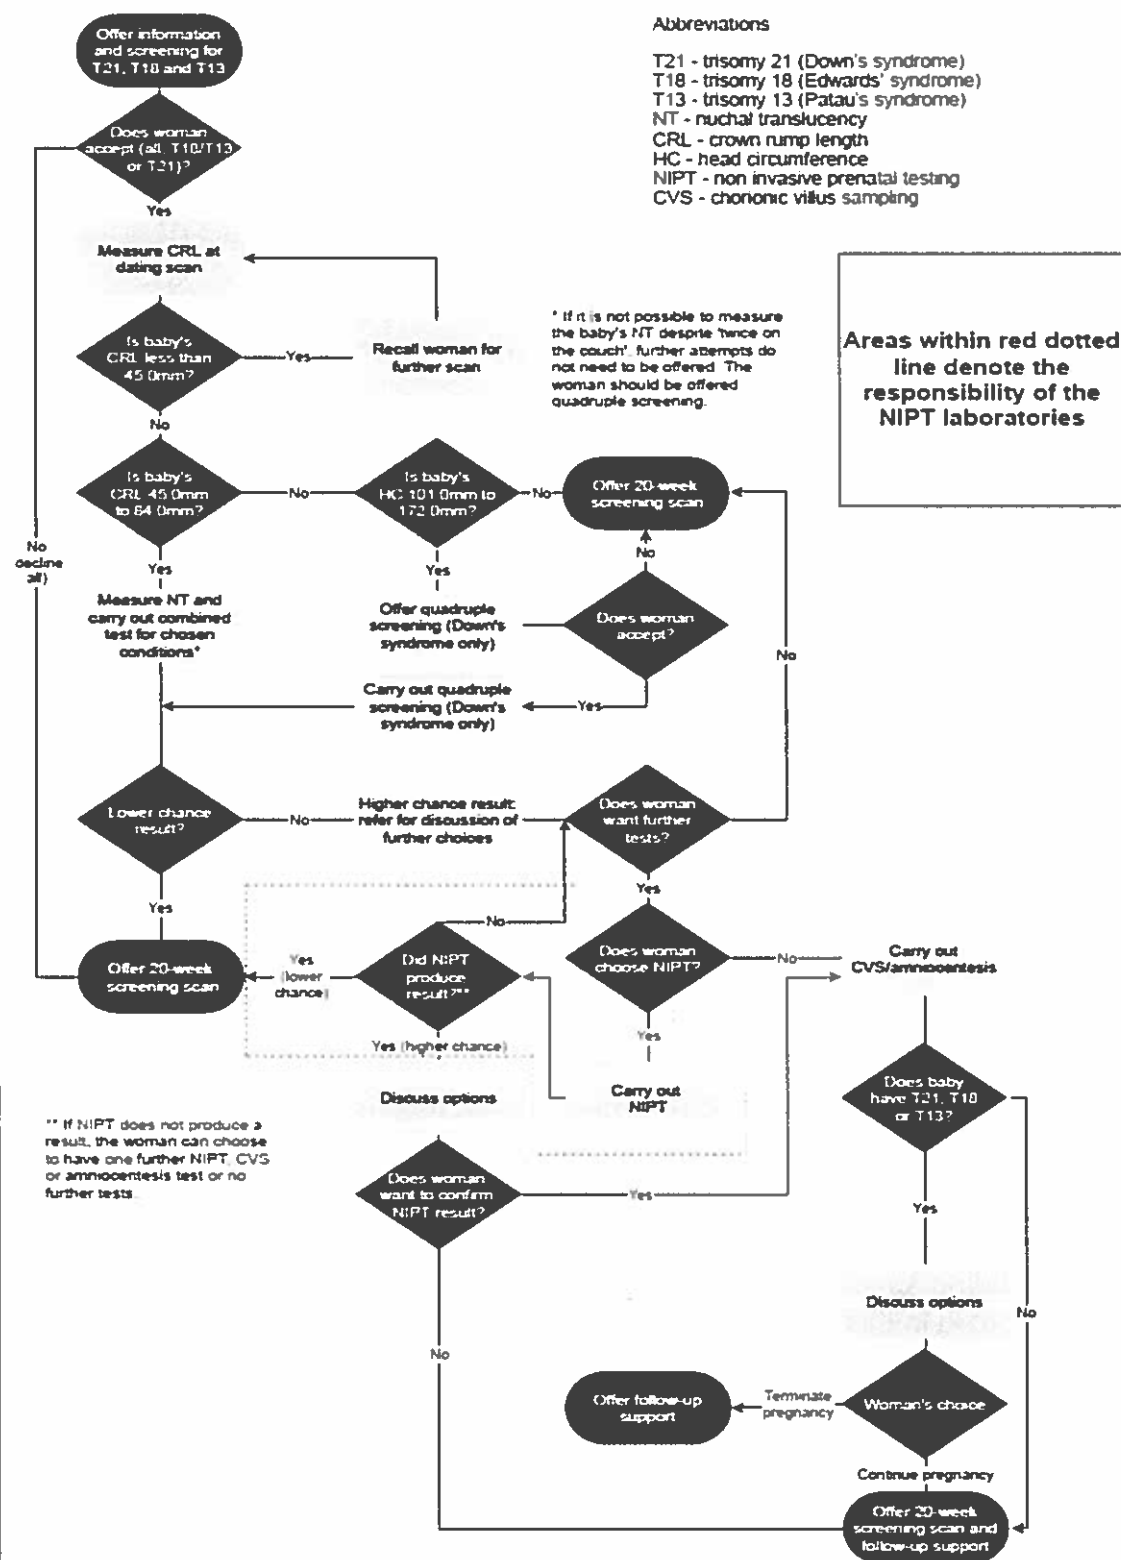 Offer information
and screening for
T21, T18 and T13
Abbreviations
T21 - trisomy 21 (Down's syndrome)
T18 - trisomy 18 (Edwards' syndrome)
T13 - trisomy 13 (Patau's syndrome)
NT - nuchal translucency
CRL - crown rump length
HC - head circumference
NIPT - non invasive prenatal testing
CVS - chorionic villus sampling
Does woman
accept (all, T18/T13
or T21)?
Yes
No
decline
all)
Measure CRL at
dating scan
Is baby's
CRL less than
45.0mm?
Yes
Recall woman for
further scan
* If it is not possible to measure
the baby's NT despite 'twice on
the couch', further attempts do
not need to be offered. The
woman should be offered
quadruple screening.
Areas within red dotted
line denote the
responsibility of the
NIPT laboratories
No
Is baby's
CRL 45.0mm
to 84.0mm?
No
Is baby's
HC 101.0mm to
172.0mm?
No
Offer 20-week
screening scan
Yes
Yes
No
Measure NT and
carry out combined
test for chosen
conditions*
Offer quadruple
screening (Down's
syndrome only)
Does woman
accept?
No
Carry out quadruple
screening (Down's
syndrome only)
Yes
Lower chance
result?
No
Higher chance result:
refer for discussion of
further choices
Does woman
want further
tests?
Yes
Yes
No
Offer 20-week
screening scan
Yes
(lower
chance)
Did NIPT
produce
result?**
Does woman
choose NIPT?
No
Carry out
CVS/amniocentesis
Yes (higher chance)
Yes
Discuss options
Carry out
NIPT
Does baby
have T21, T18
or T13?
** If NIPT does not produce a
result, the woman can choose
to have one further NIPT, CVS
or amniocentesis test or no
further tests.
Does woman
want to confirm
NIPT result?
Yes
Yes
Discuss options
No
No
Offer follow-up
support
Terminate
pregnancy
Woman's choice
Continue pregnancy
Offer 20-week
screening scan and
follow-up support